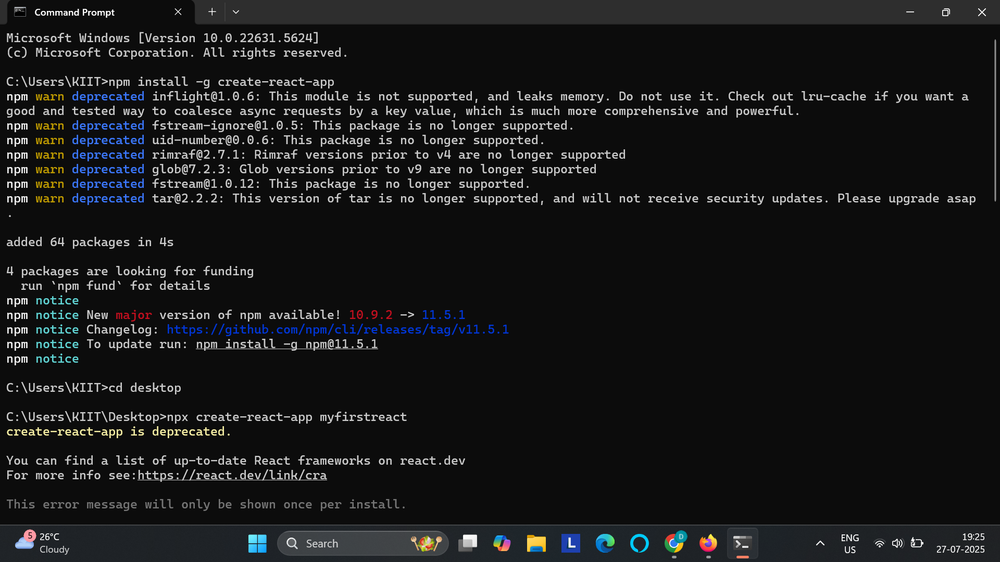 Command Prompt
Microsoft Windows [Version 10.0.22631.5624]
(c) Microsoft Corporation. All rights reserved.
C:\Users\KIIT>npm install -g create-react-app
npm warn deprecated inflight@1.0.6: This module is not supported, and leaks memory. Do not use it. Check out lru-cache if you want a
good and tested way to coalesce async requests by a key value, which is much more comprehensive and powerful.
npm warn deprecated fstream-ignore@1.0.5: This package is no longer supported.
npm warn deprecated uid-number@0.0.6: This package is no longer supported.
npm warn deprecated rimraf@2.7.1: Rimraf versions prior to v4 are no longer supported
npm warn deprecated glob@7.2.3: Glob versions prior to v9 are no longer supported
npm warn deprecated fstream@1.0.12: This package is no longer supported.
npm warn deprecated tar@2.2.2: This version of tar is no longer supported, and will not receive security updates. Please upgrade asap
.
added 64 packages in 4s
4 packages are looking for funding
run `npm fund` for details
npm notice
npm notice New major version of npm available! 10.9.2 -> 11.5.1
npm notice Changelog: https://github.com/npm/cli/releases/tag/v11.5.1
npm notice To update run: npm install -g npm@11.5.1
npm notice
C:\Users\KIIT>cd desktop
C:\Users\KIIT\Desktop>npx create-react-app myfirstreact
create-react-app is deprecated.
You can find a list of up-to-date React frameworks on react.dev
For more info see:https://react.dev/link/cra
This error message will only be shown once per install.
5
26°C
Cloudy
Search
L
D
ENG
US
19:25
27-07-2025